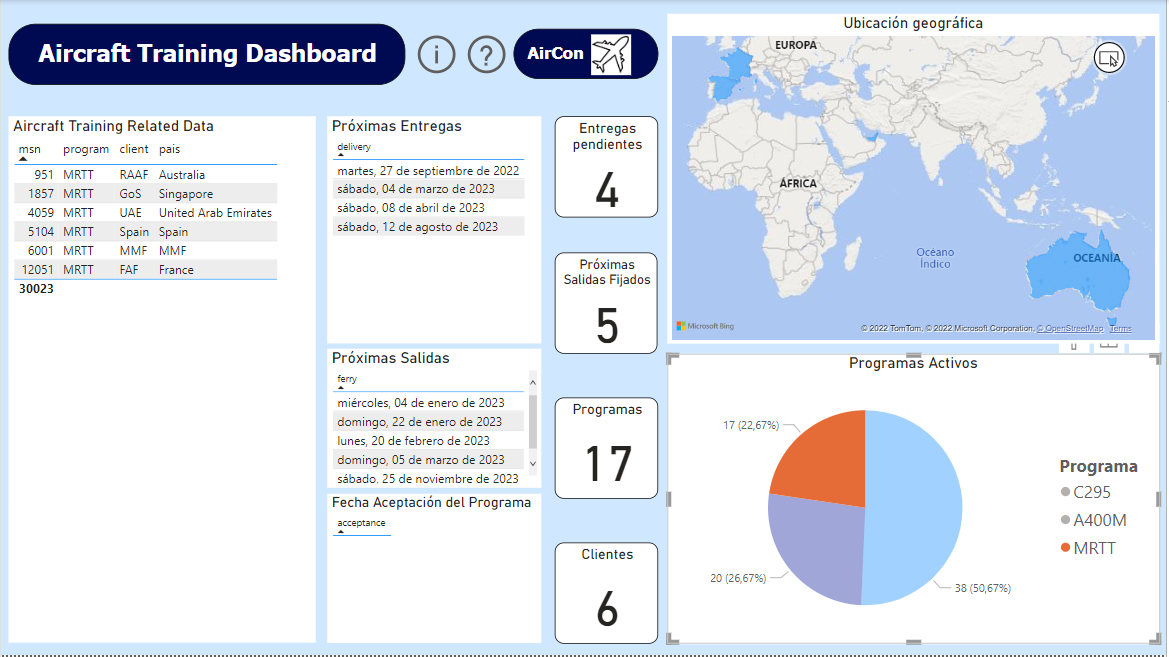 Aircraft Training Dashboard
i
?
AirCon
Aircraft Training Related Data
msn program client pais
951 MRTT RAAF Australia
1857 MRTT GoS Singapore
4059 MRTT UAE United Arab Emirates
5104 MRTT Spain Spain
6001 MRTT MMF MMF
12051 MRTT FAF France
30023
Próximas Entregas
delivery
martes, 27 de septiembre de 2022
sábado, 04 de marzo de 2023
sábado, 08 de abril de 2023
sábado, 12 de agosto de 2023
Próximas Salidas
ferry
miércoles, 04 de enero de 2023
domingo, 22 de enero de 2023
lunes, 20 de febrero de 2023
domingo, 05 de marzo de 2023
sábado, 25 de noviembre de 2023
Fecha Aceptación del Programa
acceptance
Entregas
pendientes
4
Próximas
Salidas Fijados
5
Programas
17
Clientes
6
Ubicación geográfica
EUROPA
ÁFRICA
OCEANÍA
Océano
Índico
Microsoft Bing
© 2022 TomTom, © 2022 Microsoft Corporation, © OpenStreetMap Terms
Programas Activos
17 (22,67%)
20 (26,67%)
38 (50,67%)
Programa
C295
A400M
MRTT